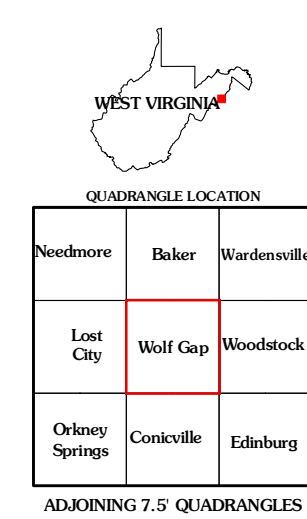 WEST VIRGINIA
QUADRANGLE LOCATION
Needmore
Baker
Wardensville
Lost
City
Wolf Gap
Woodstock
Orkney
Springs
Conicville
Edinburg
ADJOINING 7.5' QUADRANGLES